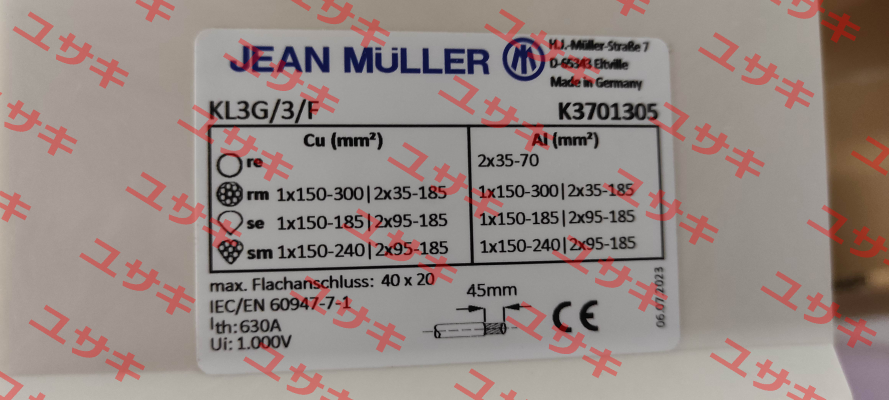 JEAN MÜLLER
H.J.-Müller-Straße 7
D-65343 Eltville
Made in Germany
KL3G/3/F K3701305
Cu (mm²) Al (mm²)
re 2x35-70
rm 1x150-300|2x35-185 1x150-300|2x35-185
se 1x150-185|2x95-185 1x150-185|2x95-185
sm 1x150-240|2x95-185 1x150-240|2x95-185
max. Flachanschluss: 40 x 20
IEC/EN 60947-7-1
Ith:630A
Ui: 1.000V
45mm
CE
06.07.2023
ユサキ